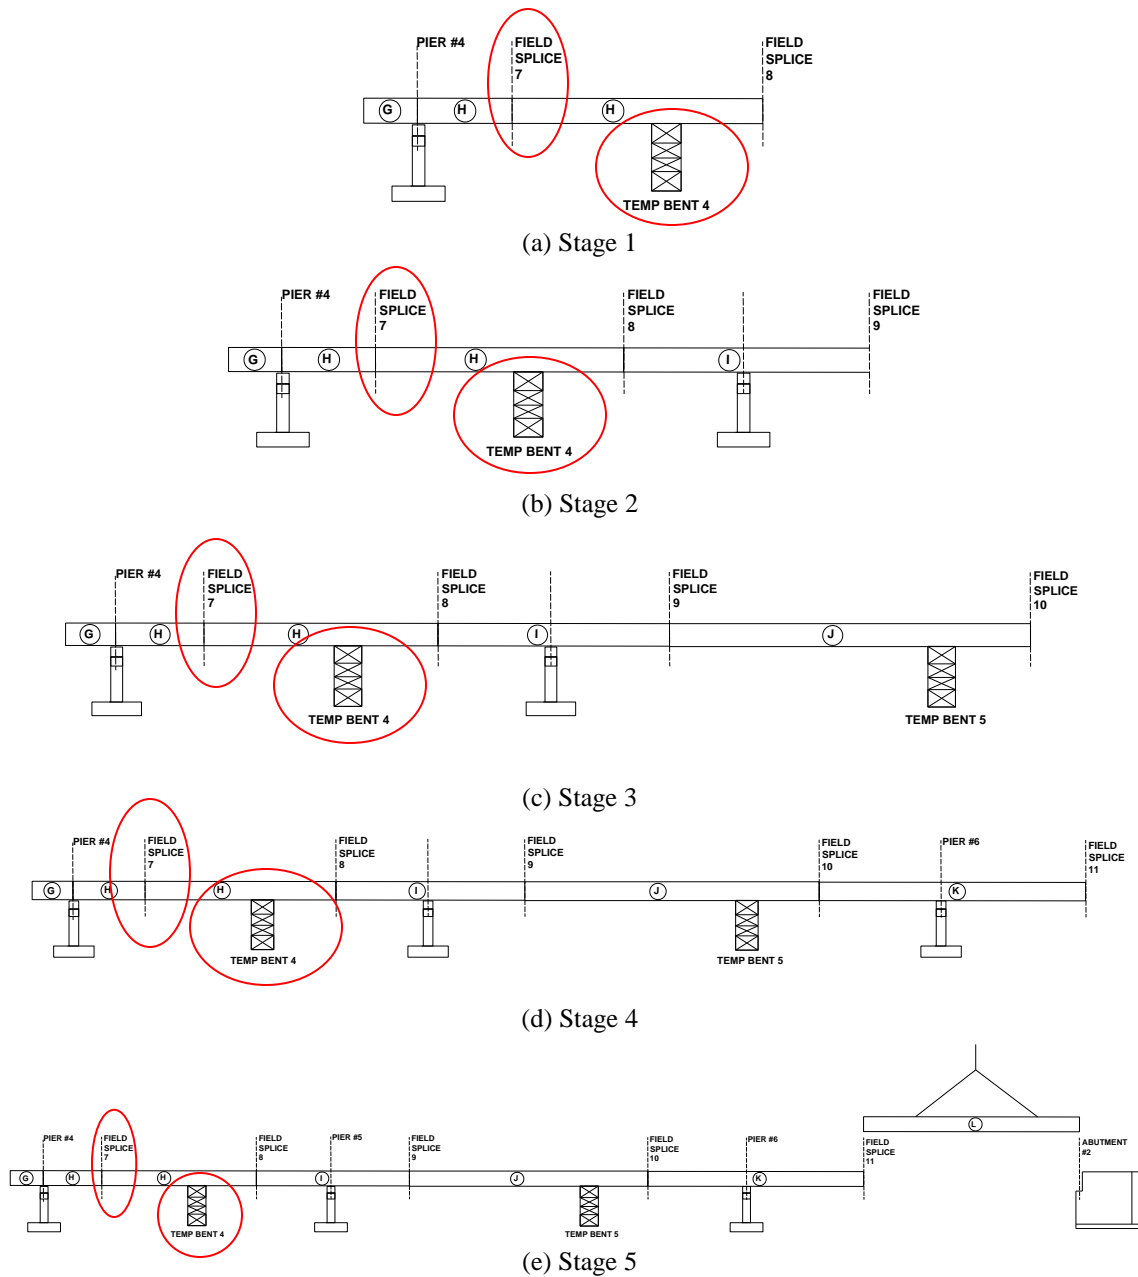 PIER #4
FIELD
SPLICE
7
FIELD
SPLICE
8
G
H
H
TEMP BENT 4
(a) Stage 1
PIER #4
FIELD
SPLICE
7
FIELD
SPLICE
8
FIELD
SPLICE
9
G
H
H
I
TEMP BENT 4
(b) Stage 2
PIER #4
FIELD
SPLICE
7
FIELD
SPLICE
8
FIELD
SPLICE
9
FIELD
SPLICE
10
G
H
H
I
J
TEMP BENT 4
TEMP BENT 5
(c) Stage 3
PIER #4
FIELD
SPLICE
7
FIELD
SPLICE
8
FIELD
SPLICE
9
FIELD
SPLICE
10
PIER #6
FIELD
SPLICE
11
G
H
H
I
J
K
TEMP BENT 4
TEMP BENT 5
(d) Stage 4
L
PIER #4
FIELD
SPLICE
7
FIELD
SPLICE
8
PIER #5
FIELD
SPLICE
9
FIELD
SPLICE
10
PIER #6
FIELD
SPLICE
11
ABUTMENT
#2
G
H
H
I
J
K
TEMP BENT 4
TEMP BENT 5
(e) Stage 5